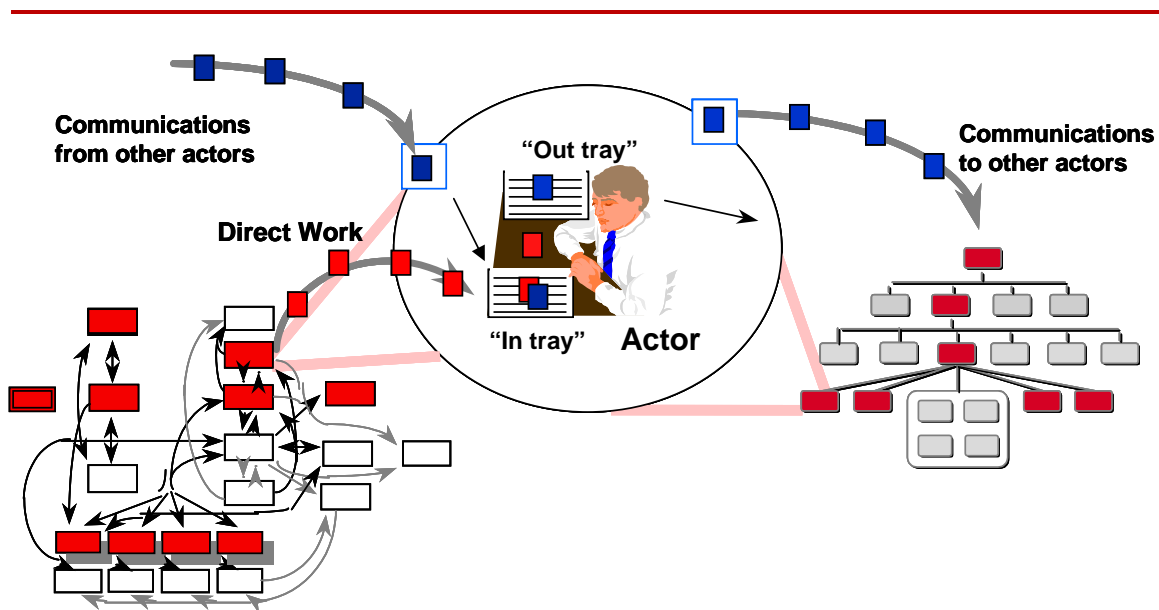 Communications
from other actors
"Out tray"
Communications
to other actors
Direct Work
"In tray"
Actor